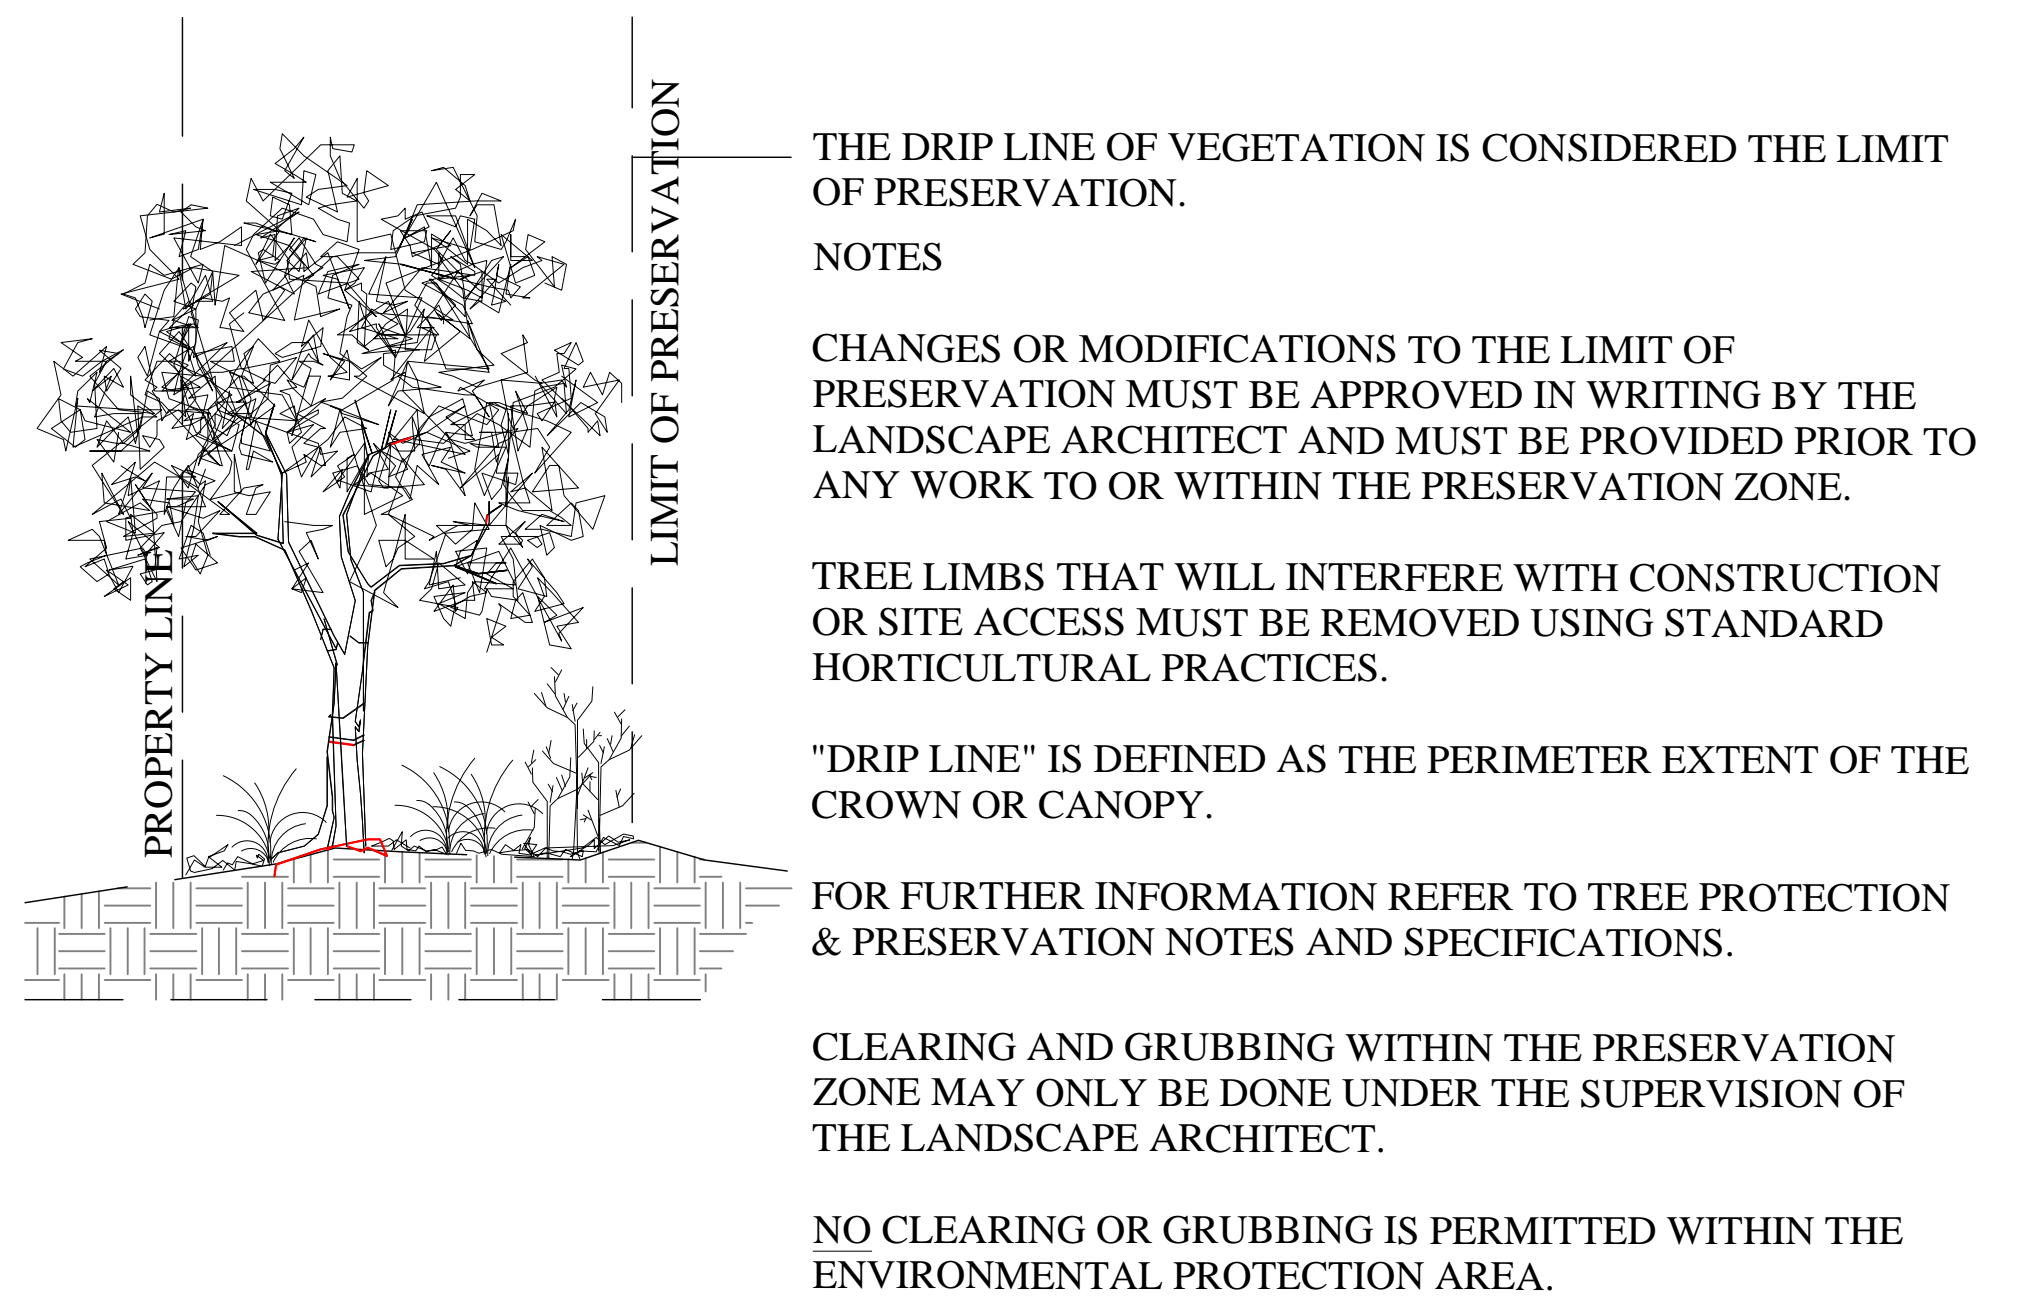 PROPERTY LINE
LIMIT OF PRESERVATION
THE DRIP LINE OF VEGETATION IS CONSIDERED THE LIMIT
OF PRESERVATION.
NOTES
CHANGES OR MODIFICATIONS TO THE LIMIT OF
PRESERVATION MUST BE APPROVED IN WRITING BY THE
LANDSCAPE ARCHITECT AND MUST BE PROVIDED PRIOR TO
ANY WORK TO OR WITHIN THE PRESERVATION ZONE.
TREE LIMBS THAT WILL INTERFERE WITH CONSTRUCTION
OR SITE ACCESS MUST BE REMOVED USING STANDARD
HORTICULTURAL PRACTICES.
"DRIP LINE" IS DEFINED AS THE PERIMETER EXTENT OF THE
CROWN OR CANOPY.
FOR FURTHER INFORMATION REFER TO TREE PROTECTION
& PRESERVATION NOTES AND SPECIFICATIONS.
CLEARING AND GRUBBING WITHIN THE PRESERVATION
ZONE MAY ONLY BE DONE UNDER THE SUPERVISION OF
THE LANDSCAPE ARCHITECT.
NO CLEARING OR GRUBBING IS PERMITTED WITHIN THE
ENVIRONMENTAL PROTECTION AREA.